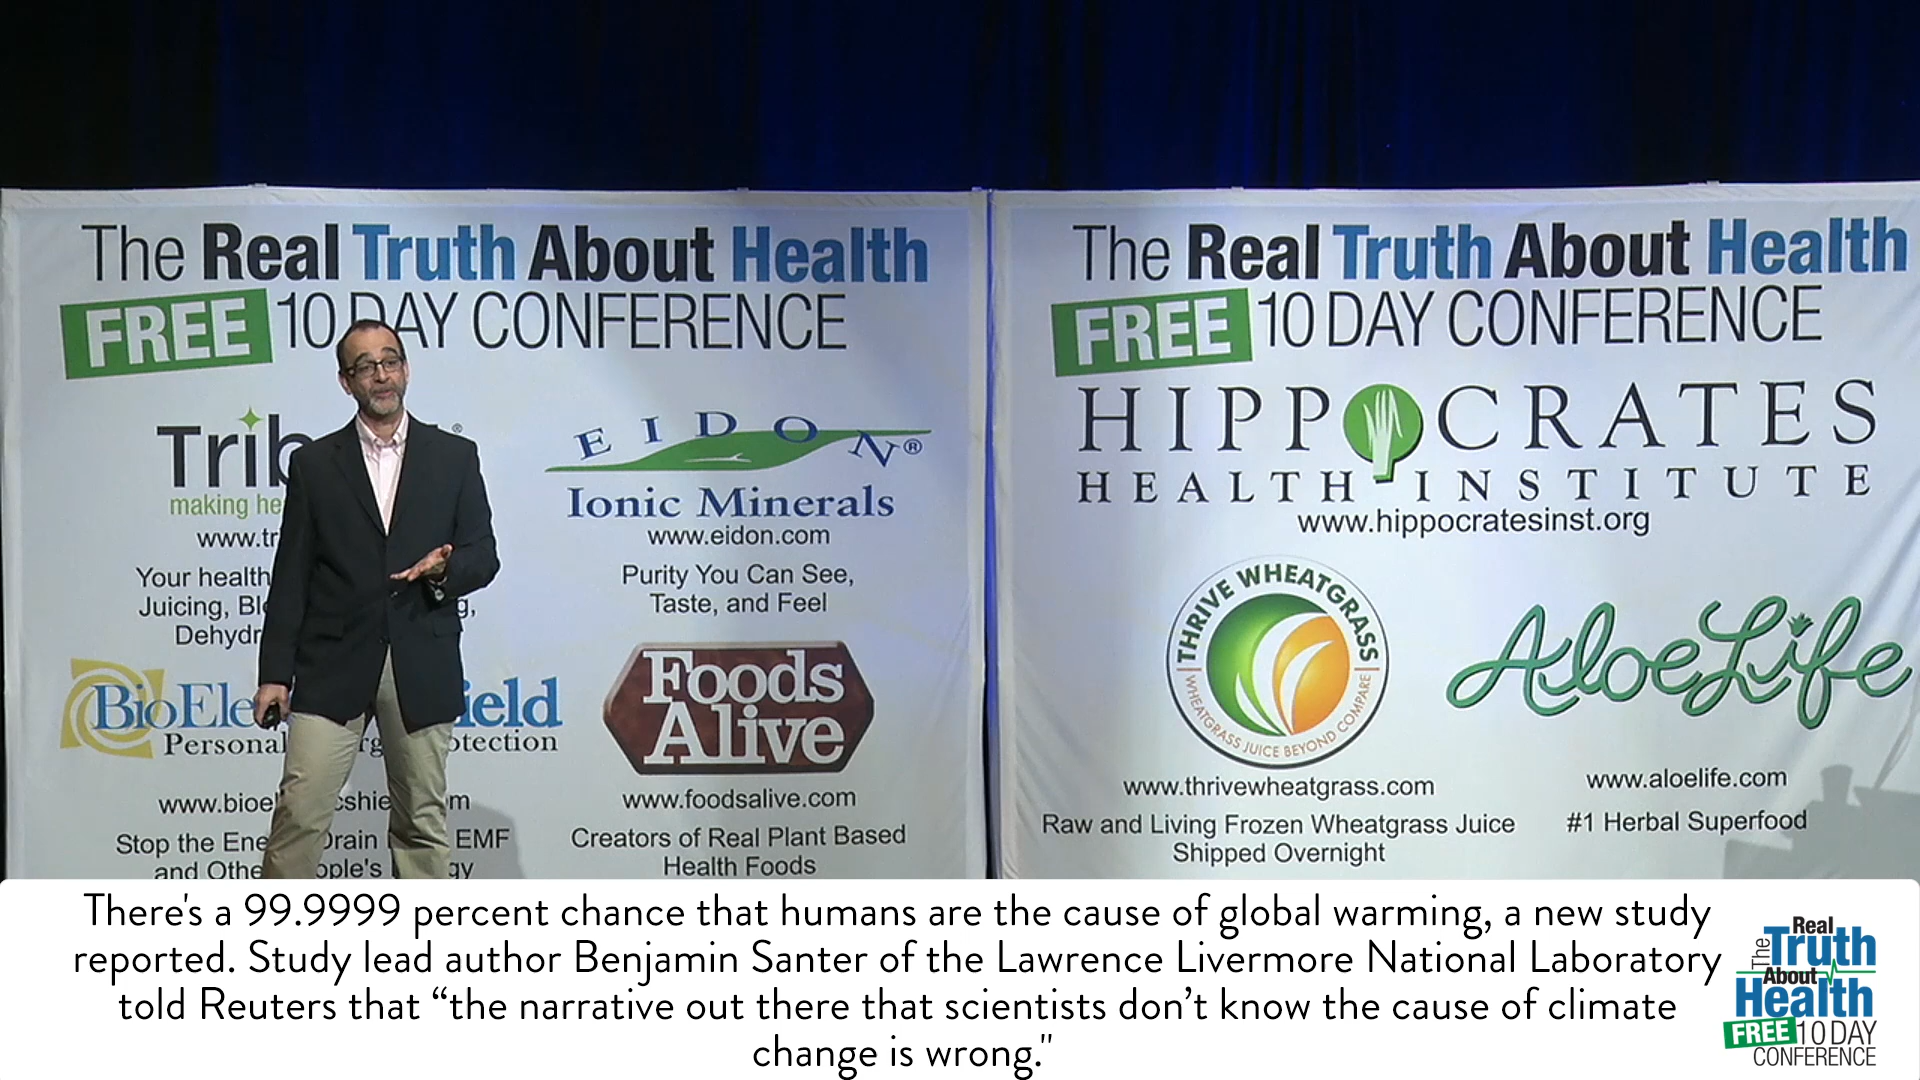 The Real Truth About Health
FREE 10 DAY CONFERENCE
making he
www.tr
Your health
Juicing, Bl
g,
Dehydr
EIDON®
Ionic Minerals
www.eidon.com
Purity You Can See,
Taste, and Feel
BioEle ield
Personal otection
www.bioel cshie m
Stop the Ene Drain EMF
and Othe ople's gy
Foods
Alive
www.foodsalive.com
Creators of Real Plant Based
Health Foods
The Real Truth About Health
FREE 10 DAY CONFERENCE
HIPPOCRATES
HEALTH INSTITUTE
www.hippocratesinst.org
THRIVE WHEATGRASS
WHEATGRASS JUICE BEYOND COMPARE
www.thrivewheatgrass.com
Raw and Living Frozen Wheatgrass Juice
Shipped Overnight
AloeLife
www.aloelife.com
#1 Herbal Superfood
There's a 99.9999 percent chance that humans are the cause of global warming, a new study
reported. Study lead author Benjamin Santer of the Lawrence Livermore National Laboratory
told Reuters that “the narrative out there that scientists don’t know the cause of climate
change is wrong."
The Real
Truth
About
Health
FREE 10 DAY
CONFERENCE